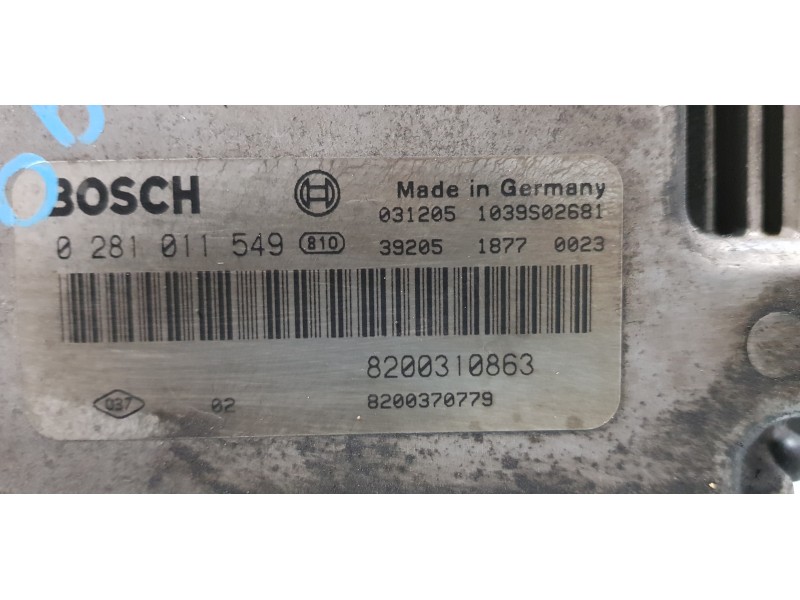 BOSCH
Made in Germany
031205 1039S02681
0 281 011 549 810 39205 1877 0023
8200310863
037 02 8200370779